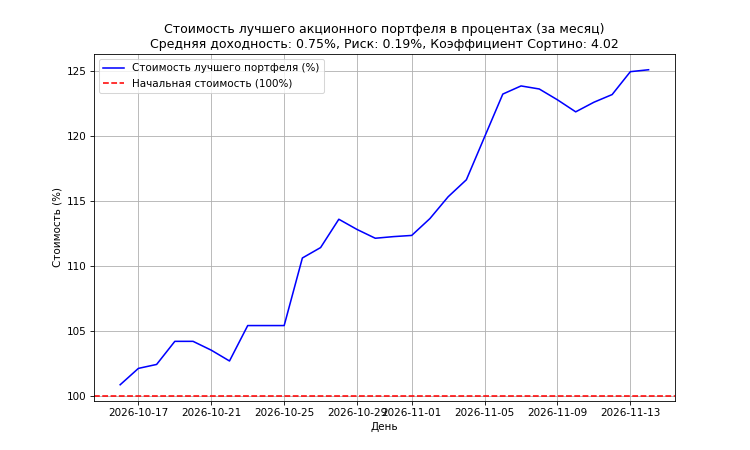 Стоимость лучшего акционного портфеля в процентах (за месяц)
Средняя доходность: 0.75%, Риск: 0.19%, Коэффициент Сортино: 4.02
Стоимость лучшего портфеля (%)
Начальная стоимость (100%)
Стоимость (%)
125
120
115
110
105
100
2026-10-17 2026-10-21 2026-10-25 2026-10-29 2026-11-01 2026-11-05 2026-11-09 2026-11-13
День